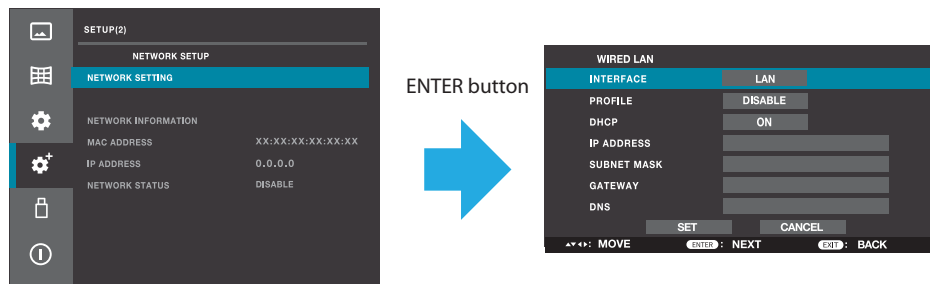 SETUP(2)
NETWORK SETUP
NETWORK SETTING
NETWORK INFORMATION
MAC ADDRESS XX:XX:XX:XX:XX:XX
IP ADDRESS 0.0.0.0
NETWORK STATUS DISABLE
ENTER button
WIRED LAN
INTERFACE LAN
PROFILE DISABLE
DHCP ON
IP ADDRESS
SUBNET MASK
GATEWAY
DNS
SET CANCEL
▲▼◀▶: MOVE ENTER : NEXT EXIT : BACK